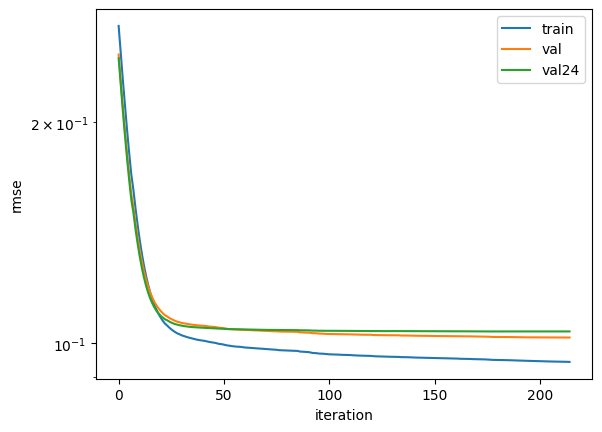 train
val
val24
2 × 10⁻¹
10⁻¹
rmse
0 50 100 150 200
iteration